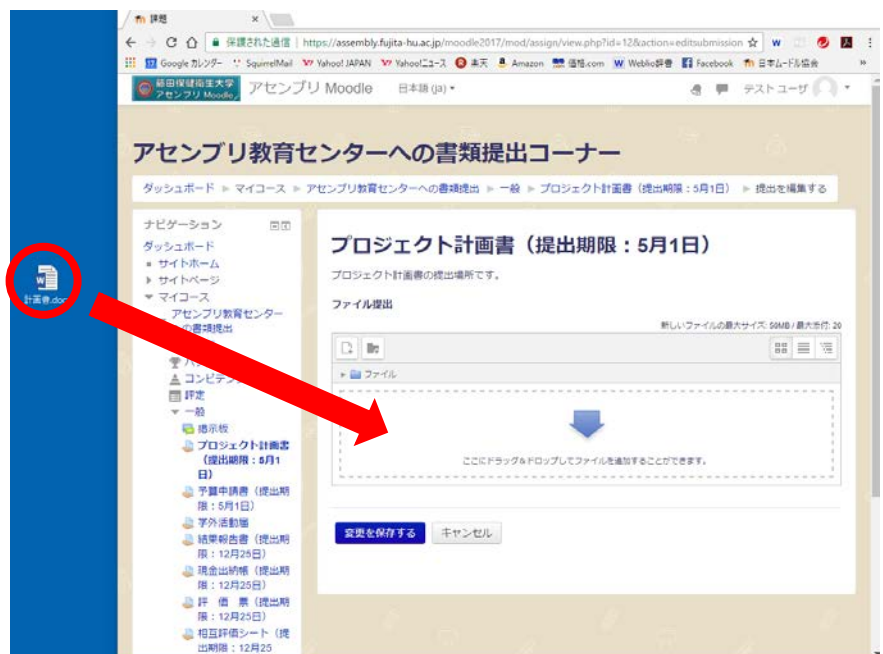 課題
保護された通信
https://assembly.fujita-hu.ac.jp/moodle2017/mod/assign/view.php?id=12&action=editsubmission
Google カレンダー SquirrelMail Yahoo! JAPAN Yahoo!ニュース 楽天 Amazon 価格.com Weblio辞書 Facebook 日本ムードル協会 »
藤田保健衛生大学
アセンブリ Moodle
アセンブリ Moodle 日本語 (ja) テスト ユーザ
アセンブリ教育センターへの書類提出コーナー
ダッシュボード ▶ マイコース ▶ アセンブリ教育センターへの書類提出 ▶ 一般 ▶ プロジェクト計画書（提出期限：5月1日） ▶ 提出を編集する
ナビゲーション
ダッシュボード
サイトホーム
サイトページ
マイコース
アセンブリ教育センター
の書類提出
コンピテンシ
評定
一般
掲示板
プロジェクト計画書
（提出期限：5月1
日）
予算申請書（提出期
限：5月1日）
学外活動届
結果報告書（提出期
限：12月25日）
現金出納帳（提出期
限：12月25日）
評 価 票（提出期
限：12月25日）
相互評価シート（提
出期限：12月25
計画書.doc
プロジェクト計画書（提出期限：5月1日）
プロジェクト計画書の提出場所です。
ファイル提出
新しいファイルの最大サイズ: 50MB / 最大添付: 20
ファイル
ここにドラッグ&ドロップしてファイルを追加することができます。
変更を保存する キャンセル